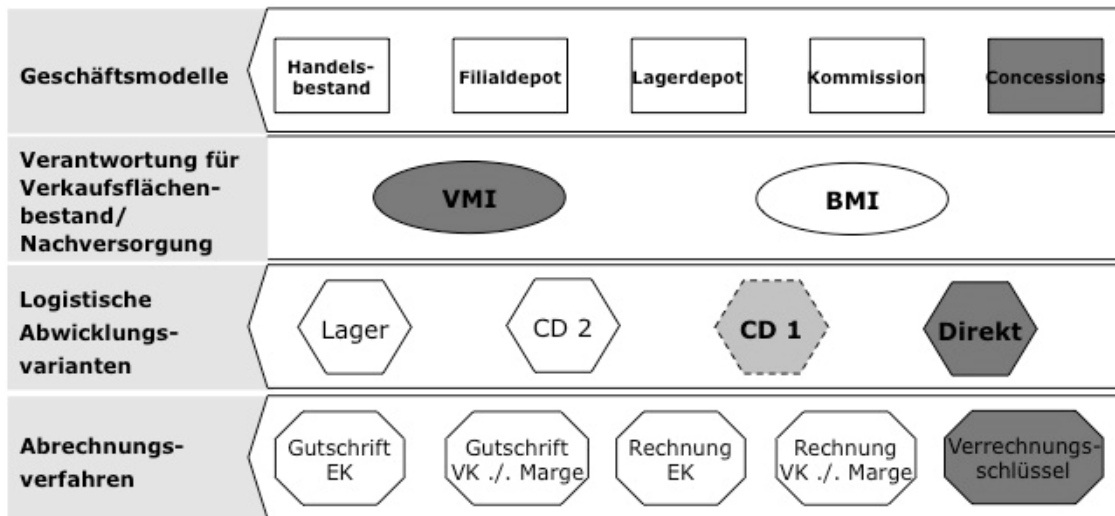 Geschäftsmodelle
Handels-
bestand
Filialdepot
Lagerdepot
Kommission
Concessions
Verantwortung für
Verkaufsflächen-
bestand/
Nachversorgung
VMI
BMI
Logistische
Abwicklungs-
varianten
Lager
CD 2
CD 1
Direkt
Abrechnungs-
verfahren
Gutschrift
EK
Gutschrift
VK ./. Marge
Rechnung
EK
Rechnung
VK ./. Marge
Verrechnungs-
schlüssel